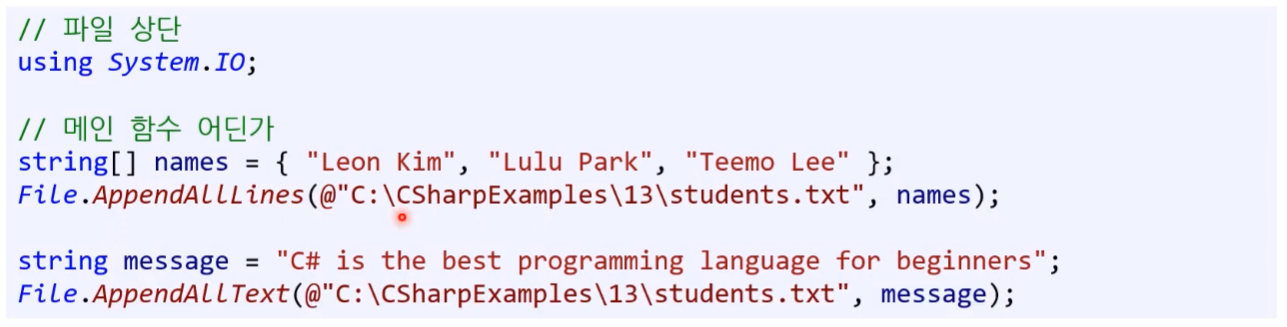 // 파일 상단
using System.IO;
// 메인 함수 어딘가
string[] names = { "Leon Kim", "Lulu Park", "Teemo Lee" };
File.AppendAllLines(@"C:\CSharpExamples\13\students.txt", names);
string message = "C# is the best programming language for beginners";
File.AppendAllText(@"C:\CSharpExamples\13\students.txt", message);